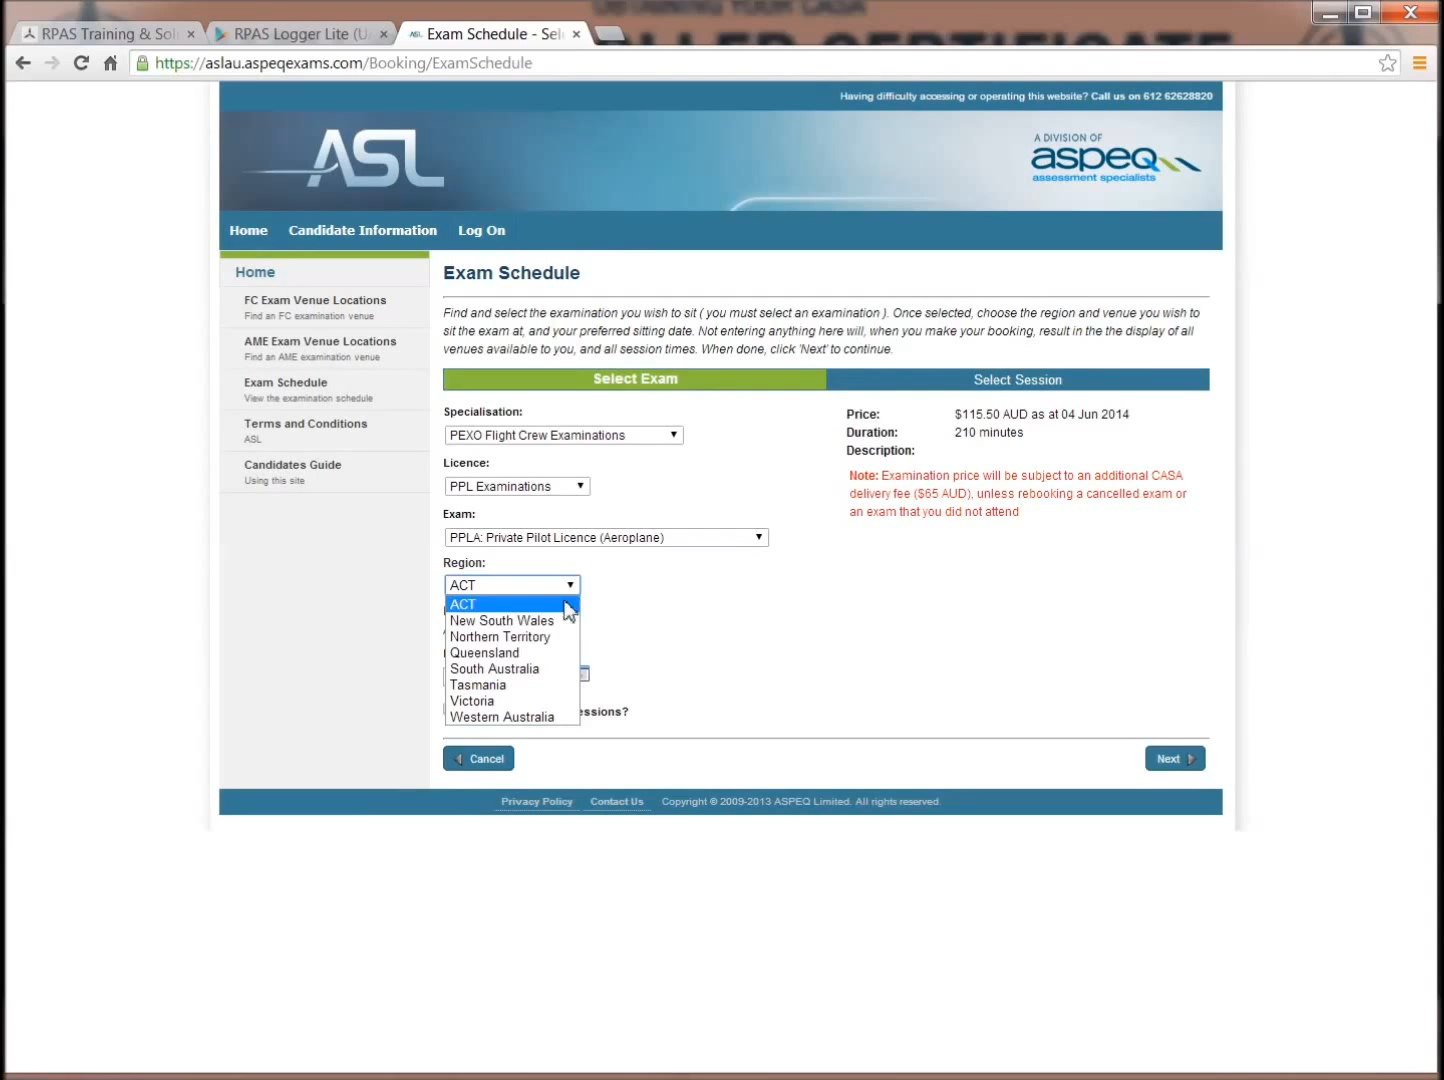 OBTAINING YOUR CASA
RPAS Training & Sol
RPAS Logger Lite (U
Exam Schedule - Sel
https://aslau.aspeqexams.com/Booking/ExamSchedule
Having difficulty accessing or operating this website? Call us on 612 62628820
ASL
A DIVISION OF
aspeq
assessment specialists
Home
Candidate Information
Log On
Home
FC Exam Venue Locations
Find an FC examination venue
AME Exam Venue Locations
Find an AME examination venue
Exam Schedule
View the examination schedule
Terms and Conditions
ASL
Candidates Guide
Using this site
Exam Schedule
Find and select the examination you wish to sit ( you must select an examination ). Once selected, choose the region and venue you wish to
sit the exam at, and your preferred sitting date. Not entering anything here will, when you make your booking, result in the the display of all
venues available to you, and all session times. When done, click 'Next' to continue.
Select Exam
Select Session
Specialisation:
PEXO Flight Crew Examinations
Licence:
PPL Examinations
Exam:
PPLA: Private Pilot Licence (Aeroplane)
Region:
ACT
ACT
New South Wales
Northern Territory
Queensland
South Australia
Tasmania
Victoria
Western Australia
ssions?
Price: $115.50 AUD as at 04 Jun 2014
Duration: 210 minutes
Description:
Note: Examination price will be subject to an additional CASA
delivery fee ($65 AUD), unless rebooking a cancelled exam or
an exam that you did not attend
Cancel
Next
Privacy Policy
Contact Us
Copyright © 2009-2013 ASPEQ Limited. All rights reserved.